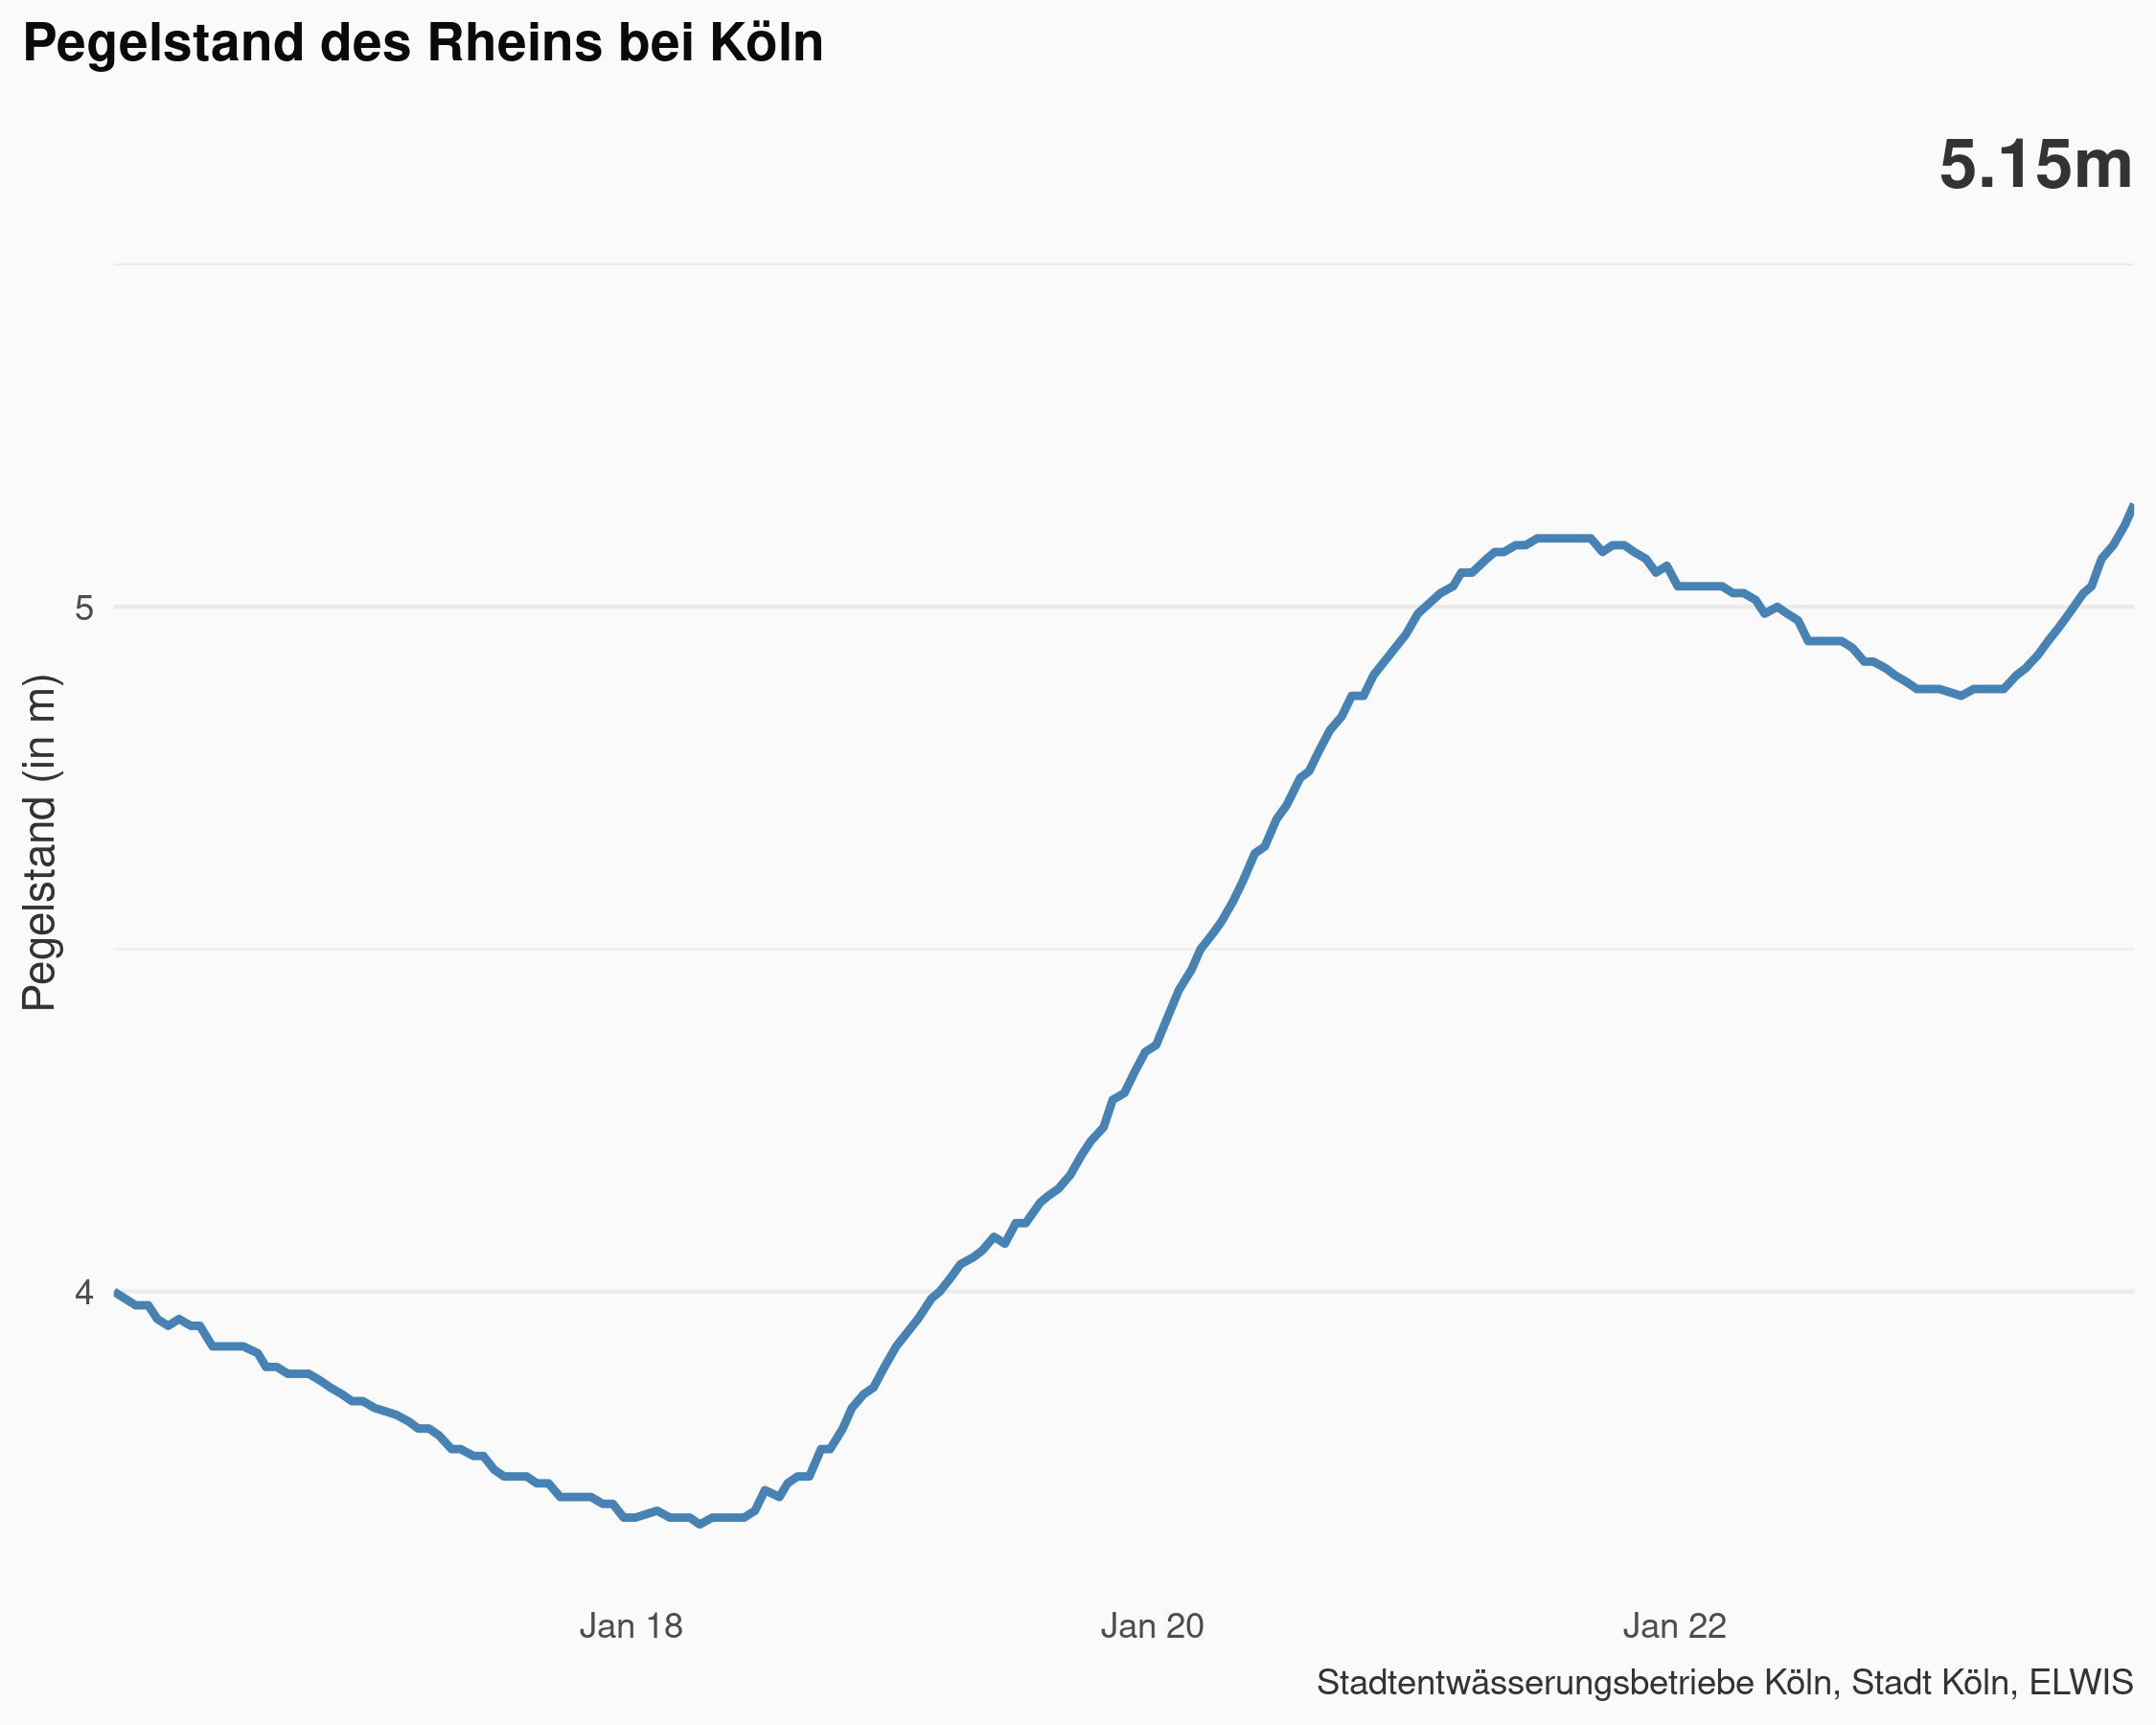 Pegelstand des Rheins bei Köln
5.15m
5
Pegelstand (in m)
4
Jan 18
Jan 20
Jan 22
Stadtentwässerungsbetriebe Köln, Stadt Köln, ELWIS